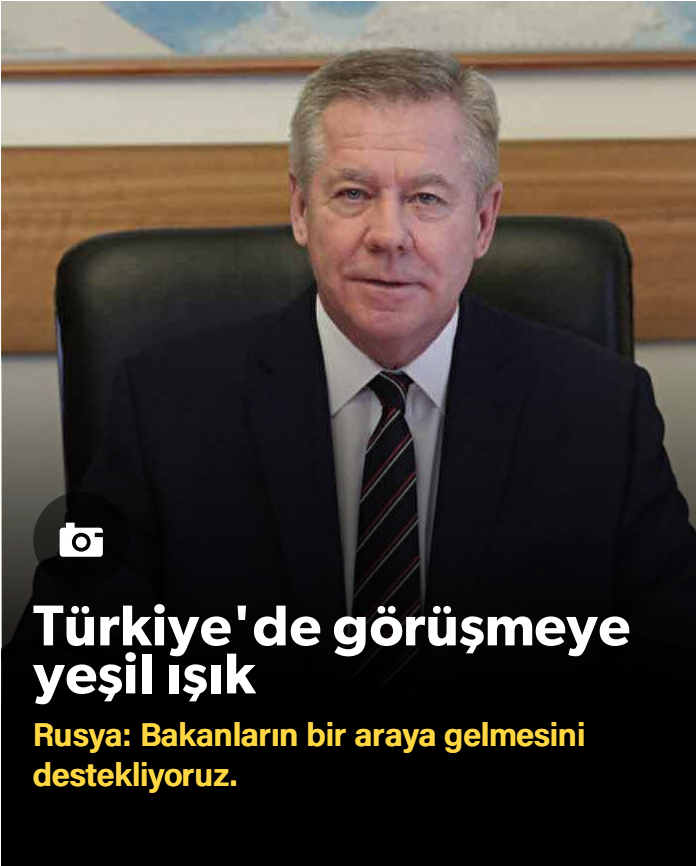 Türkiye'de görüşmeye
yeşil ışık
Rusya: Bakanların bir araya gelmesini
destekliyoruz.